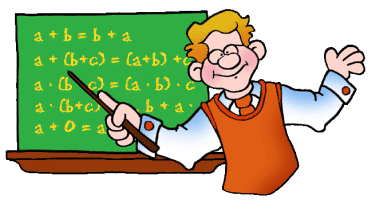 a + b = b + a
a + (b+c) = (a+b) + c
a · (b c) = (a · b) · c
a · (b+c) b + a ·
a + 0 = a